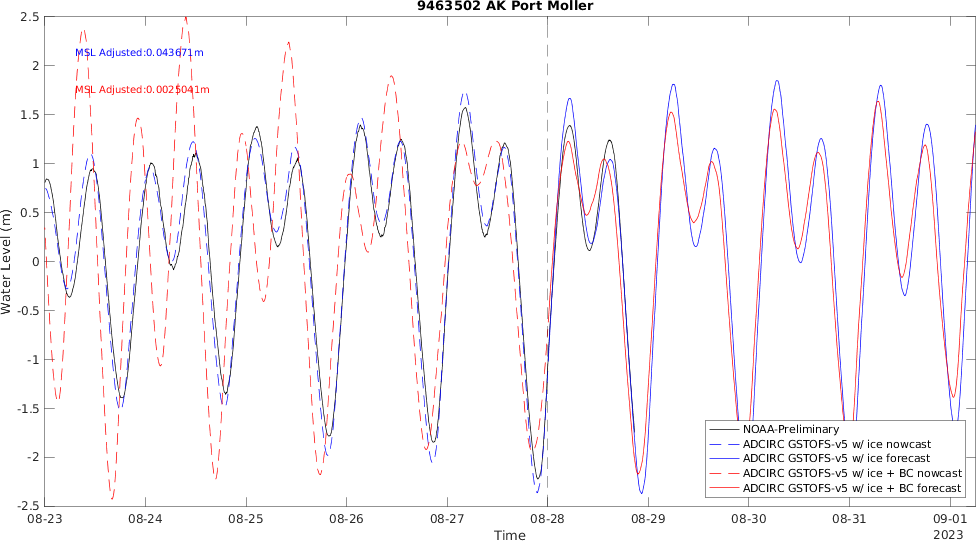 9463502 AK Port Moller
MSL Adjusted:0.043671m
MSL Adjusted:0.0025041m
Water Level (m)
2.5
2
1.5
1
0.5
0
-0.5
-1
-1.5
-2
-2.5
08-23
08-24
08-25
08-26
08-27
08-28
08-29
08-30
08-31
09-01
2023
Time
NOAA-Preliminary
ADCIRC GSTOFS-v5 w/ ice nowcast
ADCIRC GSTOFS-v5 w/ ice forecast
ADCIRC GSTOFS-v5 w/ ice + BC nowcast
ADCIRC GSTOFS-v5 w/ ice + BC forecast